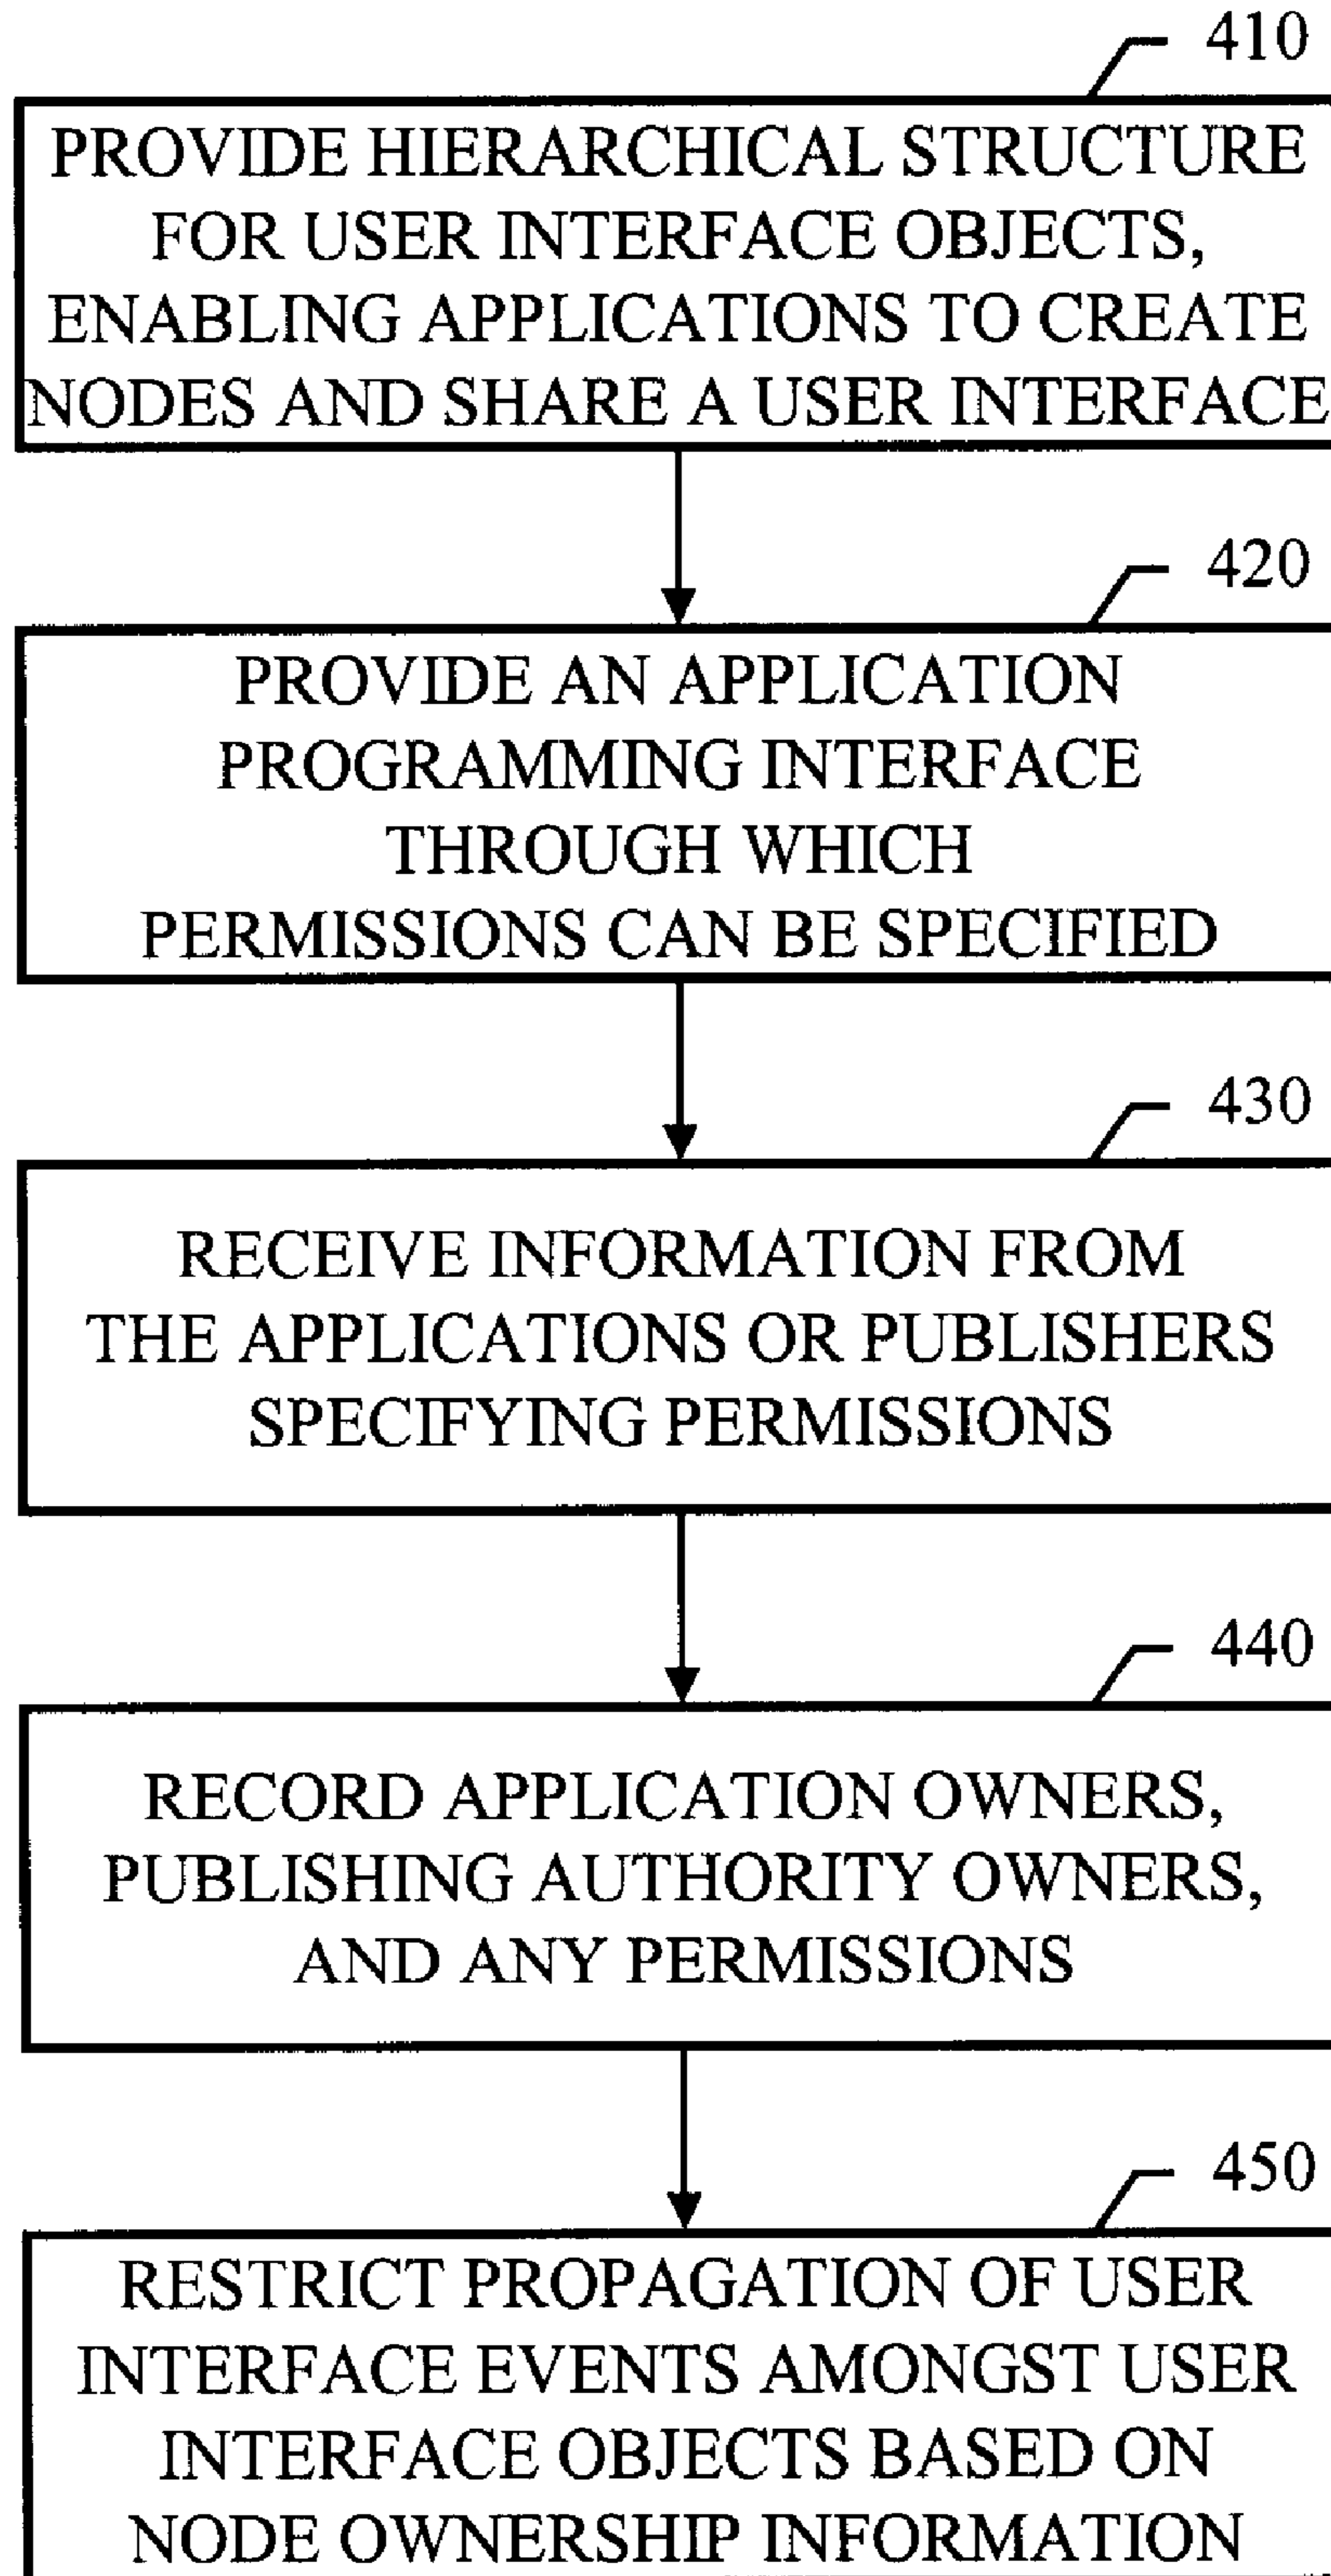 410
PROVIDE HIERARCHICAL STRUCTURE
FOR USER INTERFACE OBJECTS,
ENABLING APPLICATIONS TO CREATE
NODES AND SHARE A USER INTERFACE
420
PROVIDE AN APPLICATION
PROGRAMMING INTERFACE
THROUGH WHICH
PERMISSIONS CAN BE SPECIFIED
430
RECEIVE INFORMATION FROM
THE APPLICATIONS OR PUBLISHERS
SPECIFYING PERMISSIONS
440
RECORD APPLICATION OWNERS,
PUBLISHING AUTHORITY OWNERS,
AND ANY PERMISSIONS
450
RESTRICT PROPAGATION OF USER
INTERFACE EVENTS AMONGST USER
INTERFACE OBJECTS BASED ON
NODE OWNERSHIP INFORMATION